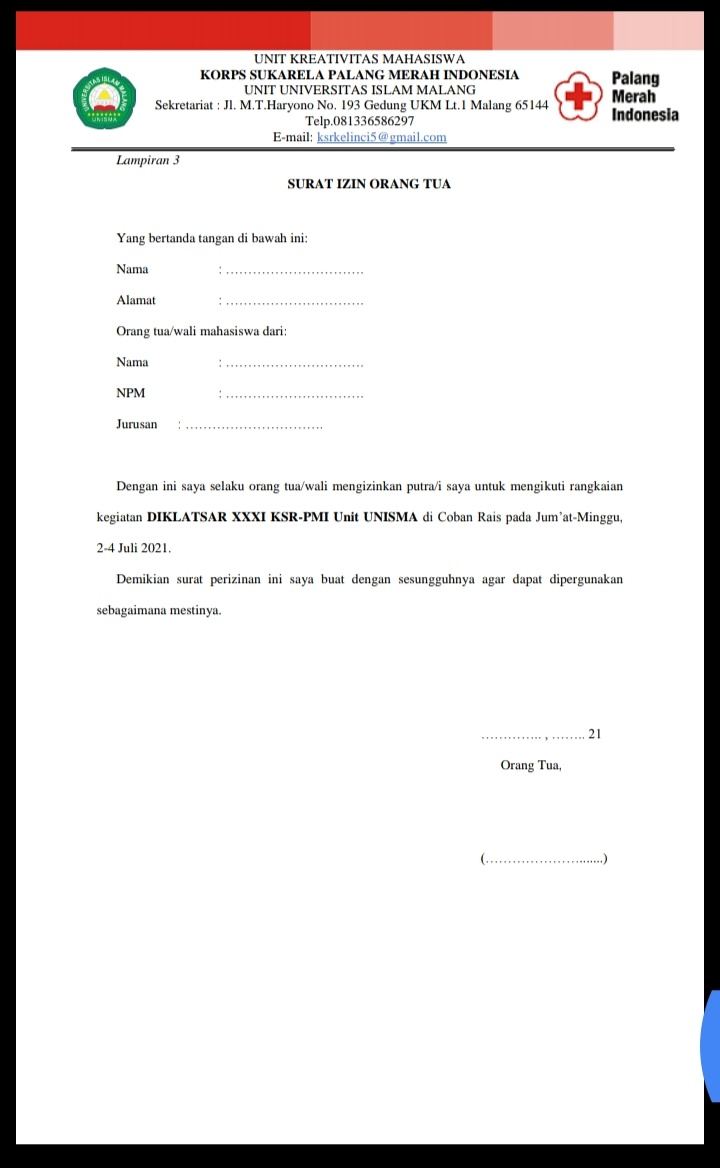 UNIT KREATIVITAS MAHASISWA
KORPS SUKARELA PALANG MERAH INDONESIA
UNIT UNIVERSITAS ISLAM MALANG
Sekretariat : Jl. M.T.Haryono No. 193 Gedung UKM Lt.1 Malang 65144
Telp.081336586297
E-mail: ksrkelinci5@gmail.com
UNIVERSITAS ISLAM MALANG
UNISMA
Palang
Merah
Indonesia
Lampiran 3
SURAT IZIN ORANG TUA
Yang bertanda tangan di bawah ini:
Nama : ...............................
Alamat : ...............................
Orang tua/wali mahasiswa dari:
Nama : ...............................
NPM : ...............................
Jurusan : ...............................
Dengan ini saya selaku orang tua/wali mengizinkan putra/i saya untuk mengikuti rangkaian
kegiatan DIKLATSAR XXXI KSR-PMI Unit UNISMA di Coban Rais pada Jum’at-Minggu,
2-4 Juli 2021.
Demikian surat perizinan ini saya buat dengan sesungguhnya agar dapat dipergunakan
sebagaimana mestinya.
.............. , ........ 21
Orang Tua,
(............................)